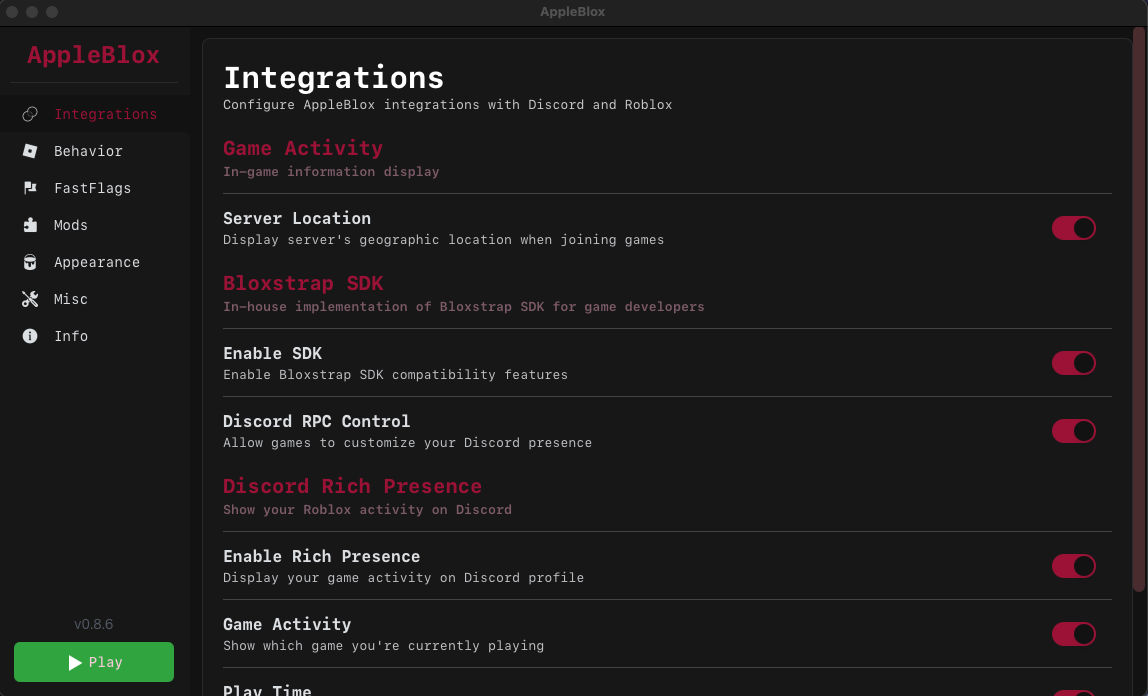 AppleBlox
AppleBlox
Integrations
Behavior
FastFlags
Mods
Appearance
Misc
Info
v0.8.6
Play
Integrations
Configure AppleBlox integrations with Discord and Roblox
Game Activity
In-game information display
Server Location
Display server's geographic location when joining games
Bloxstrap SDK
In-house implementation of Bloxstrap SDK for game developers
Enable SDK
Enable Bloxstrap SDK compatibility features
Discord RPC Control
Allow games to customize your Discord presence
Discord Rich Presence
Show your Roblox activity on Discord
Enable Rich Presence
Display your game activity on Discord profile
Game Activity
Show which game you're currently playing
Play Time